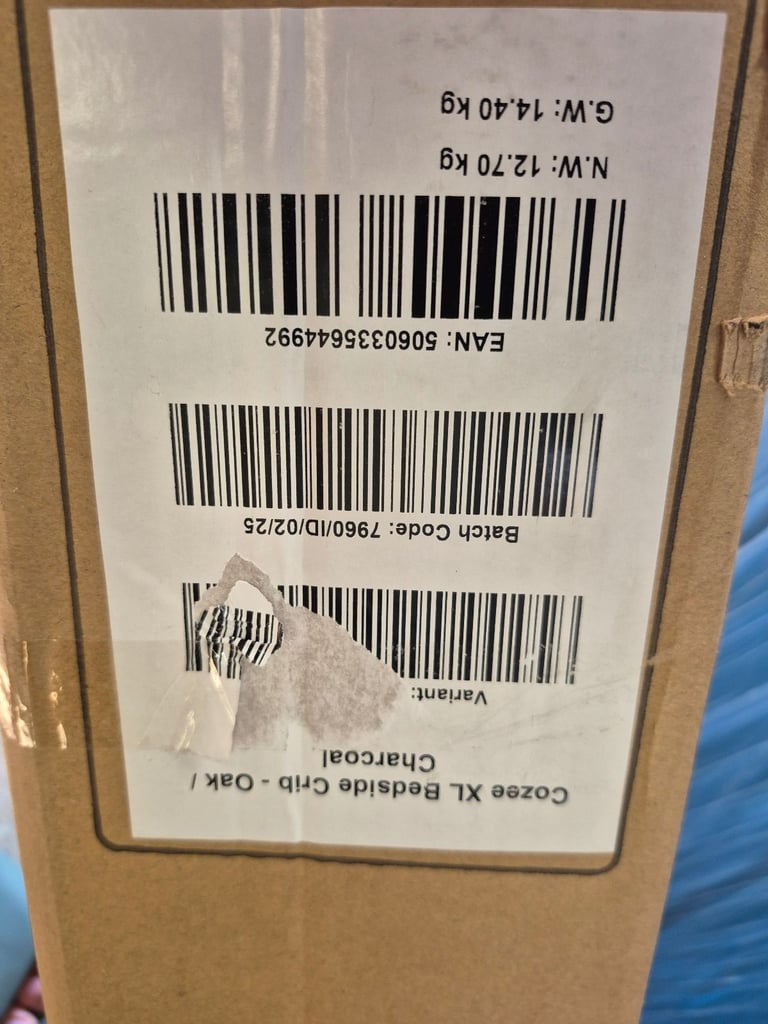 Cozee XL Bedside Crib - Oak /
Charcoal
Variant:
Batch Code: 7960/ID/02/25
EAN: 5060335644992
N.W: 12.70 kg
G.W: 14.40 kg